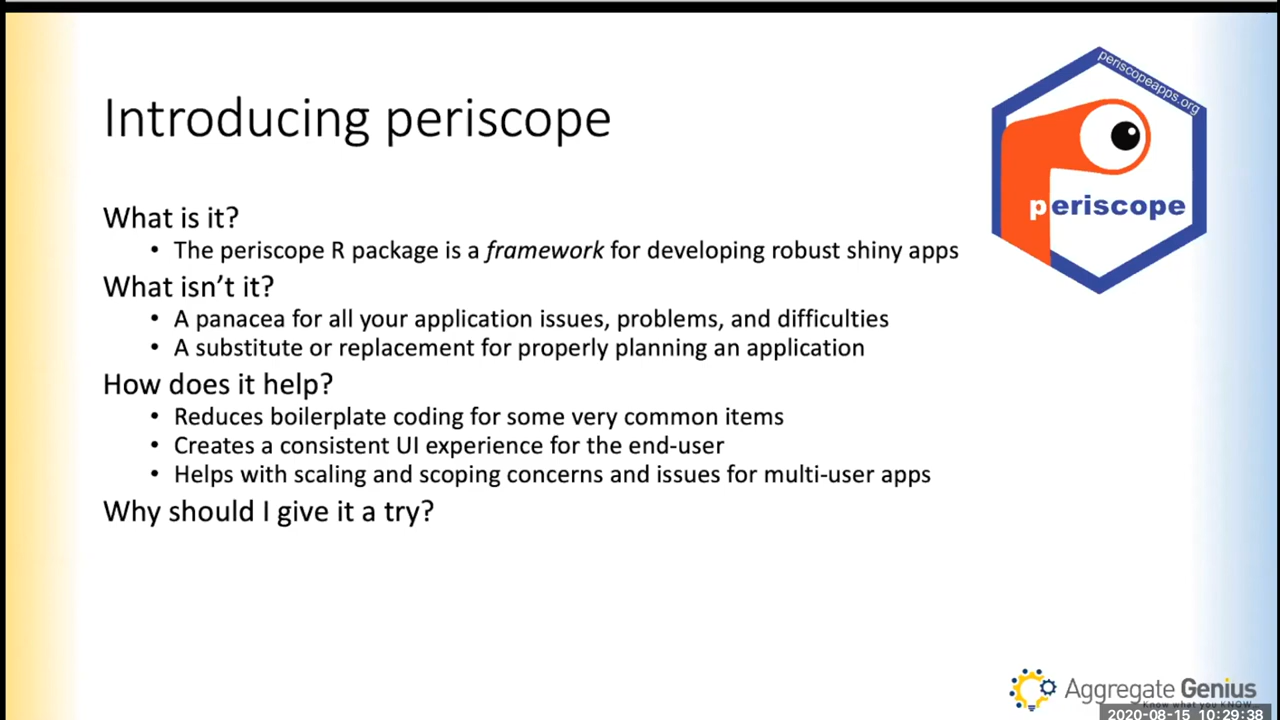 periscopeapps.org
Introducing periscope
periscope
What is it?
• The periscope R package is a framework for developing robust shiny apps
What isn’t it?
• A panacea for all your application issues, problems, and difficulties
• A substitute or replacement for properly planning an application
How does it help?
• Reduces boilerplate coding for some very common items
• Creates a consistent UI experience for the end-user
• Helps with scaling and scoping concerns and issues for multi-user apps
Why should I give it a try?
Aggregate Genius
Know what you KNOW
2020-08-15 10:29:38